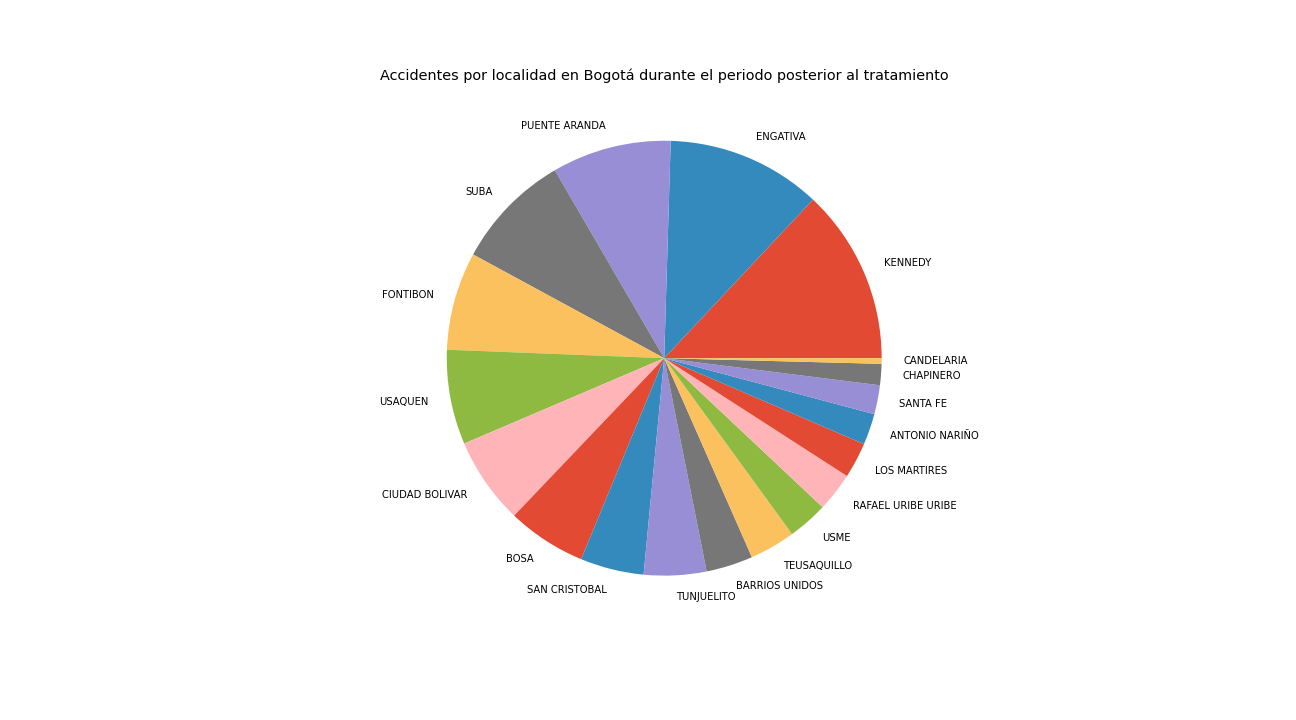 Accidentes por localidad en Bogotá durante el periodo posterior al tratamiento
PUENTE ARANDA
ENGATIVA
SUBA
KENNEDY
FONTIBON
CANDELARIA
CHAPINERO
USAQUEN
SANTA FE
ANTONIO NARIÑO
LOS MARTIRES
CIUDAD BOLIVAR
RAFAEL URIBE URIBE
USME
BOSA
TEUSAQUILLO
BARRIOS UNIDOS
SAN CRISTOBAL
TUNJUELITO